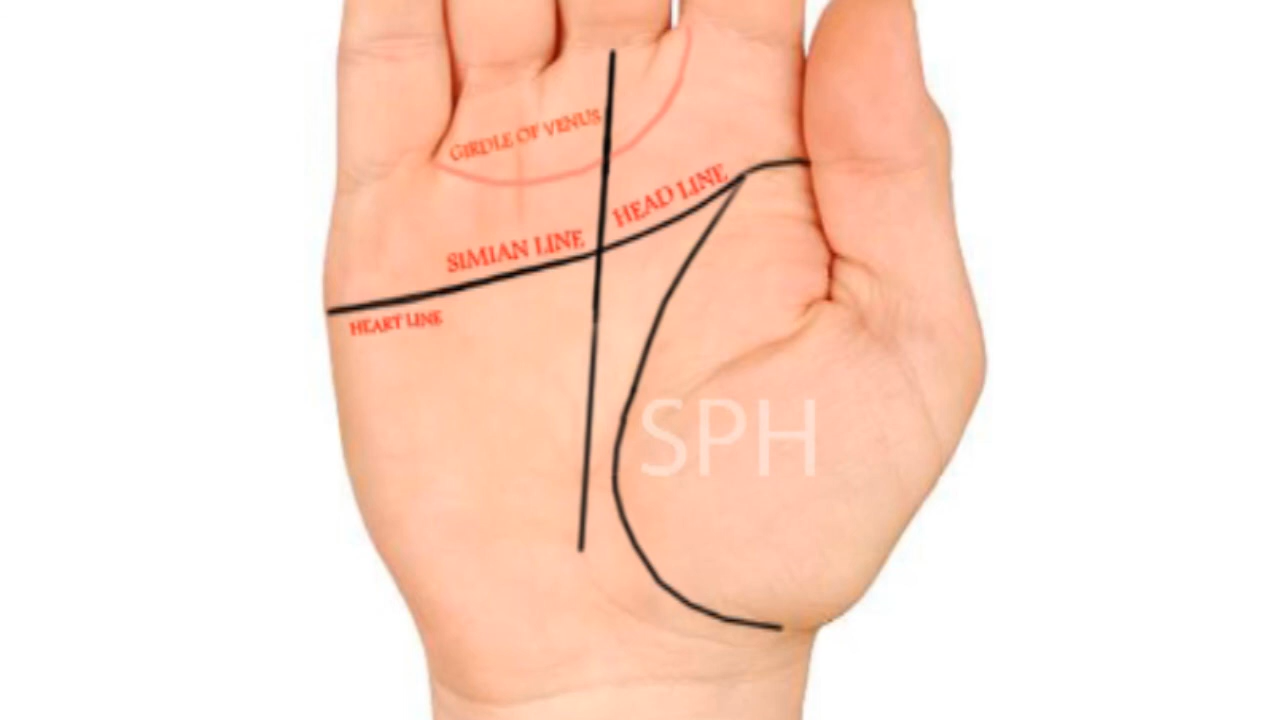 GIRDLE OF VENUS
HEAD LINE
SIMIAN LINE
HEART LINE
SPH